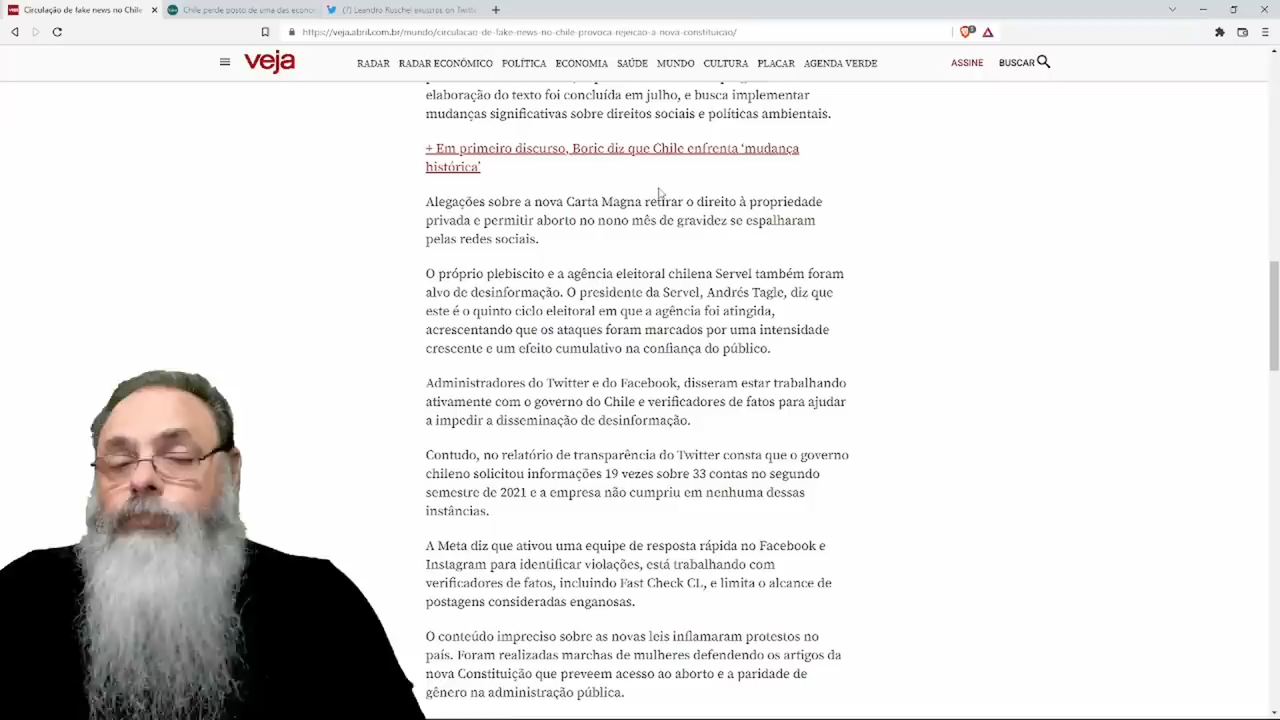 Circulação de fake news no Chile
Chile perde posto de uma das econo
(7) Leandro Ruschel on Twitte
https://veja.abril.com.br/mundo/circulacao-de-fake-news-no-chile-provoca-rejeicao-a-nova-constituicao/
veja
RADAR RADAR ECONÔMICO POLÍTICA ECONOMIA SAÚDE MUNDO CULTURA PLACAR AGENDA VERDE
ASSINE BUSCAR
elaboração do texto foi concluída em julho, e busca implementar
mudanças significativas sobre direitos sociais e políticas ambientais.
+ Em primeiro discurso, Boric diz que Chile enfrenta ‘mudança
histórica’
Alegações sobre a nova Carta Magna retirar o direito à propriedade
privada e permitir aborto no nono mês de gravidez se espalharam
pelas redes sociais.
O próprio plebiscito e a agência eleitoral chilena Servel também foram
alvo de desinformação. O presidente da Servel, Andrés Tagle, diz que
este é o quinto ciclo eleitoral em que a agência foi atingida,
acrescentando que os ataques foram marcados por uma intensidade
crescente e um efeito cumulativo na confiança do público.
Administradores do Twitter e do Facebook, disseram estar trabalhando
ativamente com o governo do Chile e verificadores de fatos para ajudar
a impedir a disseminação de desinformação.
Contudo, no relatório de transparência do Twitter consta que o governo
chileno solicitou informações 19 vezes sobre 33 contas no segundo
semestre de 2021 e a empresa não cumpriu em nenhuma dessas
instâncias.
A Meta diz que ativou uma equipe de resposta rápida no Facebook e
Instagram para identificar violações, está trabalhando com
verificadores de fatos, incluindo Fast Check CL, e limita o alcance de
postagens consideradas enganosas.
O conteúdo impreciso sobre as novas leis inflamaram protestos no
país. Foram realizadas marchas de mulheres defendendo os artigos da
nova Constituição que preveem acesso ao aborto e a paridade de
gênero na administração pública.